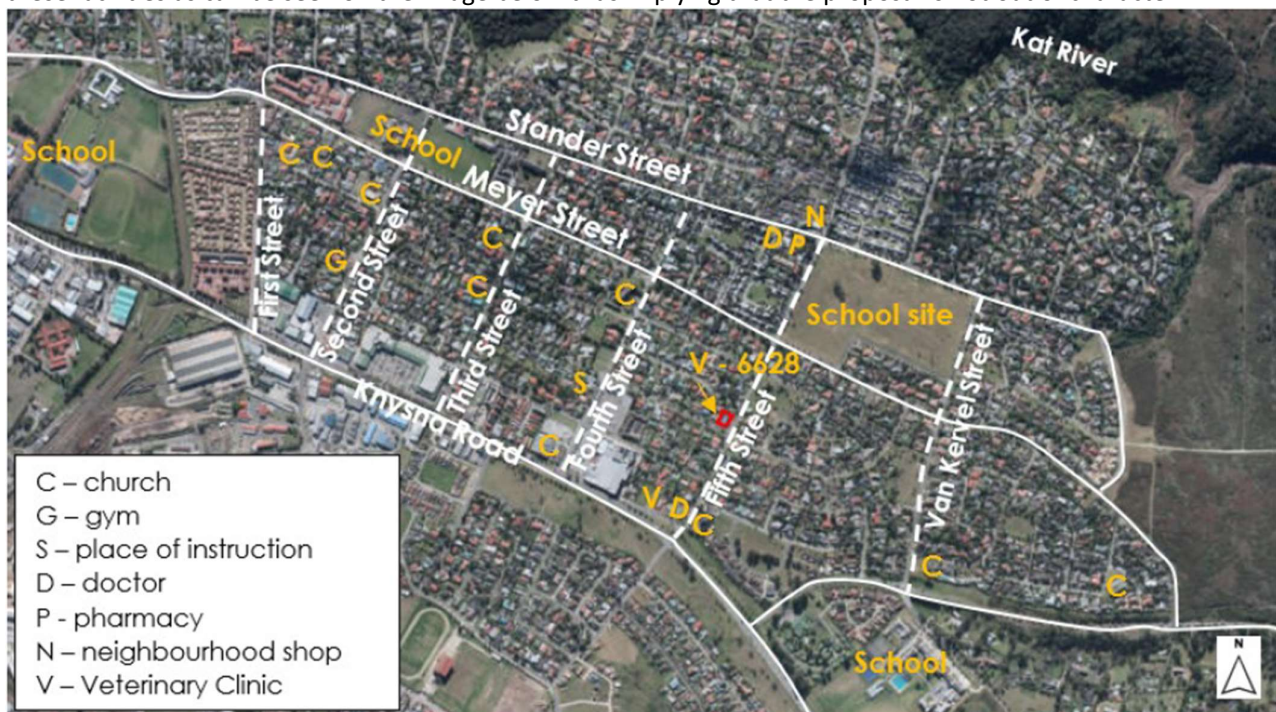 Kat River
Stander Street
School
School
C C
Meyer Street
C
First Street
Second Street
N
D P
C
G
C
C
Third Street
School site
Van Kervel Street
V - 6628
S
Fourth Street
Knysna Road
C
Fifth Street
V D C
C
C
School
N
C – church
G – gym
S – place of instruction
D – doctor
P - pharmacy
N – neighbourhood shop
V – Veterinary Clinic